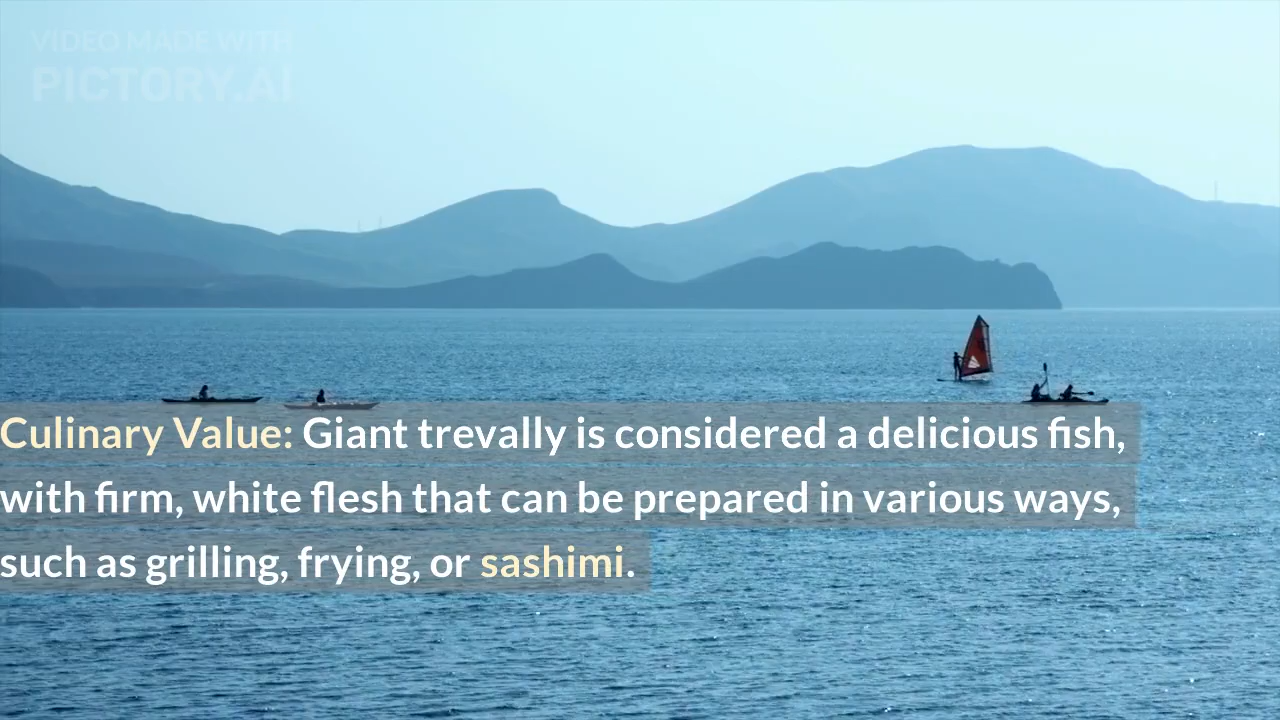 VIDEO MADE WITH
PICTORY.AI
Culinary Value: Giant trevally is considered a delicious fish,
with firm, white flesh that can be prepared in various ways,
such as grilling, frying, or sashimi.